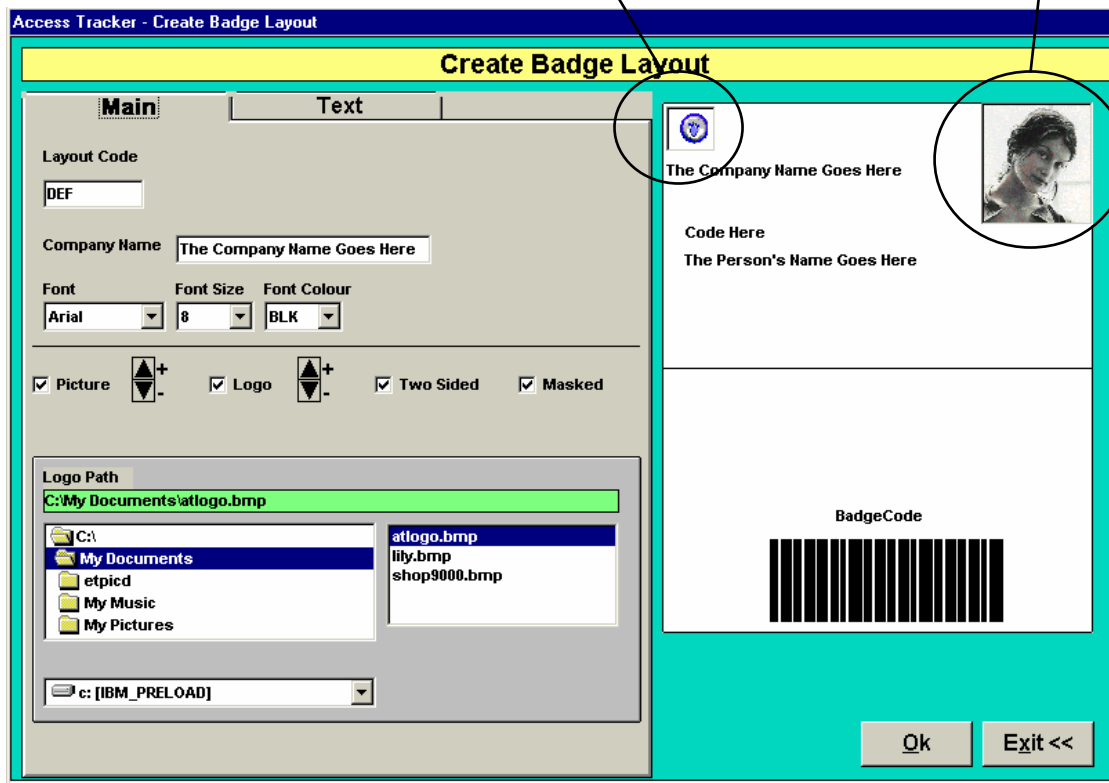 Access Tracker - Create Badge Layout
Create Badge Layout
Main Text
Layout Code
DEF
Company Name The Company Name Goes Here
Font Font Size Font Colour
Arial 8 BLK
Picture + - Logo + - Two Sided Masked
Logo Path
C:\My Documents\atlogo.bmp
C:\
My Documents
etpicd
My Music
My Pictures
atlogo.bmp
lily.bmp
shop9000.bmp
c: [IBM_PRELOAD]
The Company Name Goes Here
Code Here
The Person's Name Goes Here
BadgeCode
Ok Exit <<